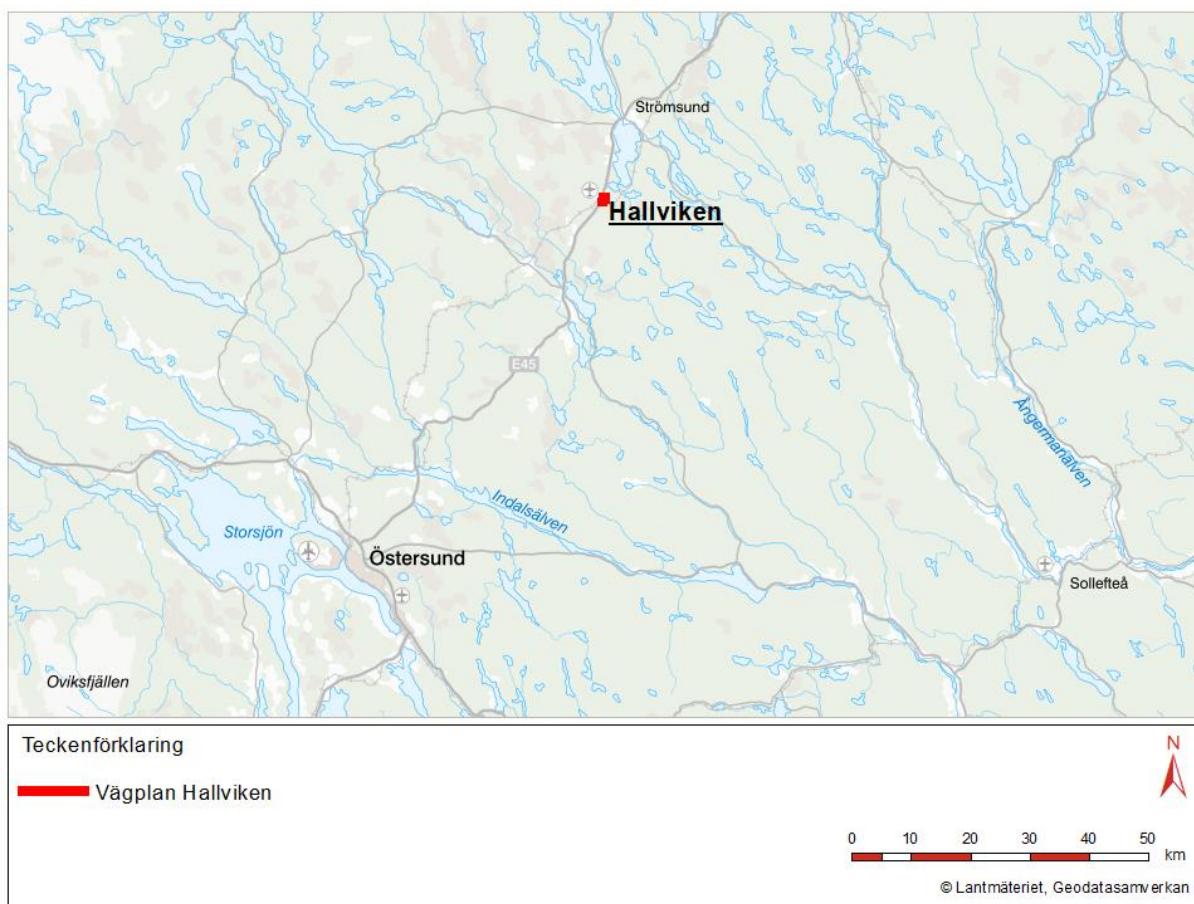 Strömsund
Hallviken
E45
Ångermanälven
Indalsälven
Storsjön
Östersund
Sollefteå
Oviksfjällen
Teckenförklaring
Vägplan Hallviken
N
0 10 20 30 40 50
km
© Lantmäteriet, Geodatasamverkan